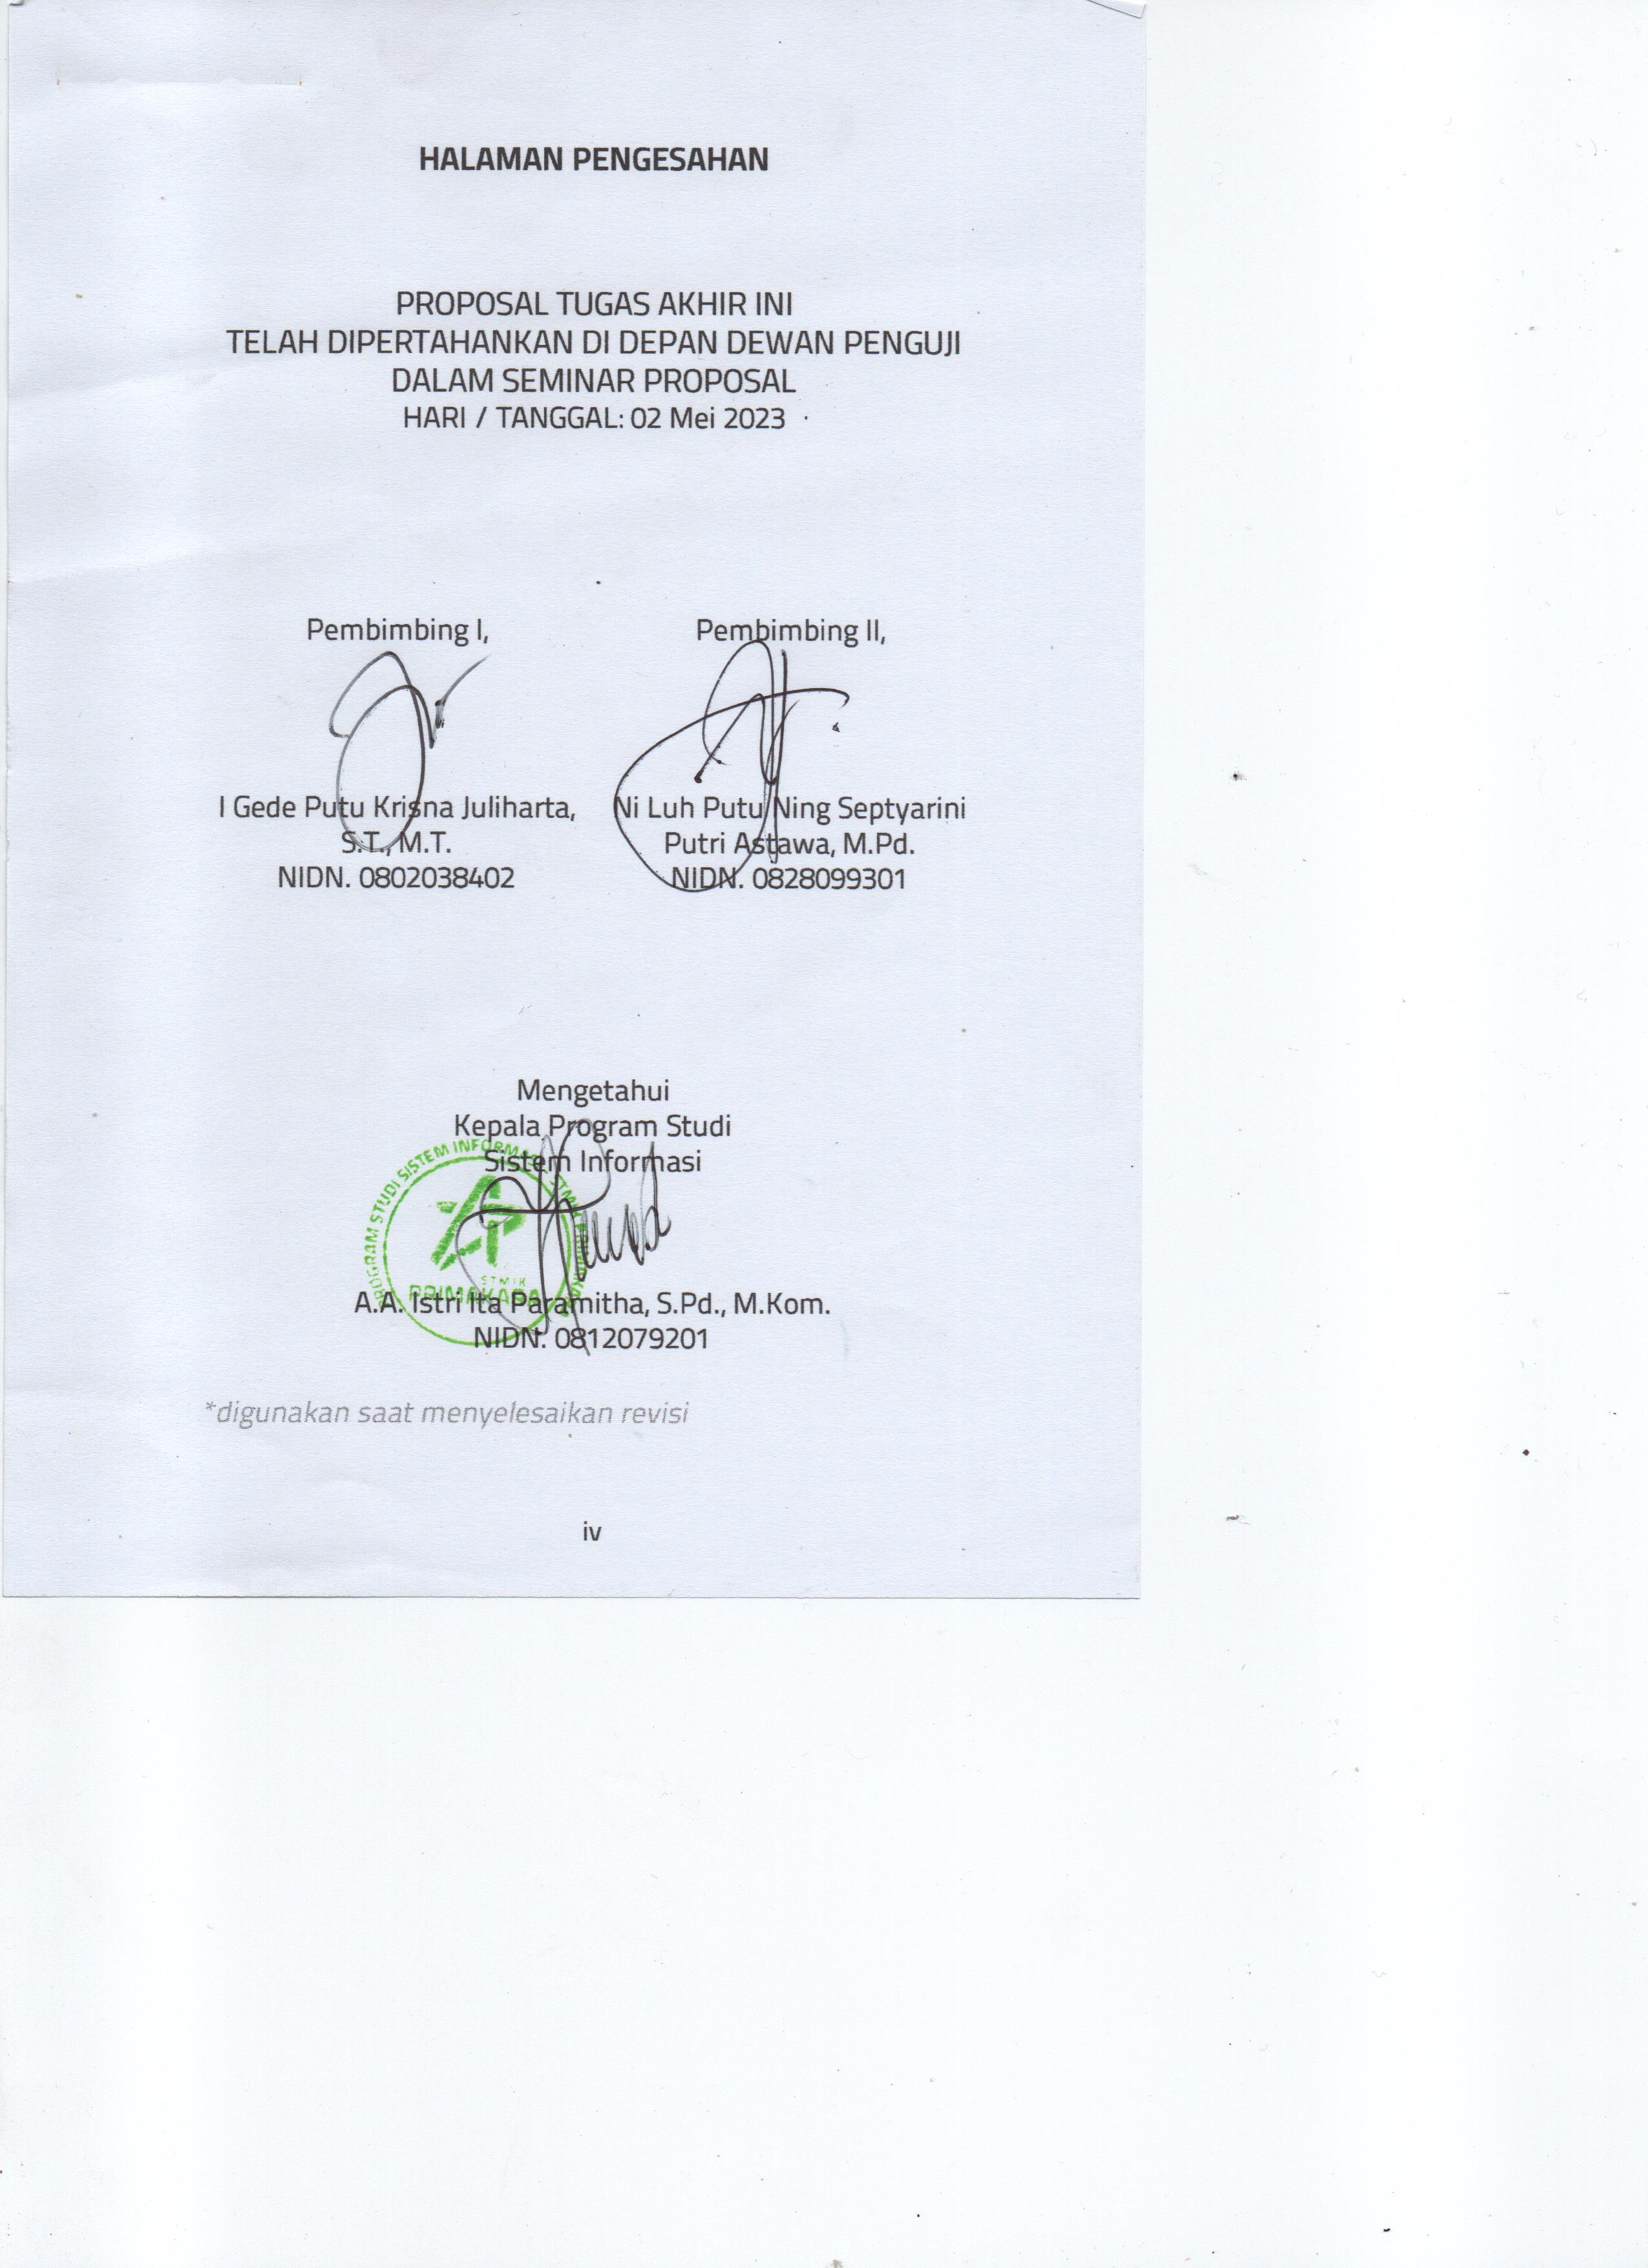 HALAMAN PENGESAHAN
PROPOSAL TUGAS AKHIR INI
TELAH DIPERTAHANKAN DI DEPAN DEWAN PENGUJI
DALAM SEMINAR PROPOSAL
HARI / TANGGAL: 02 Mei 2023
Pembimbing I,
I Gede Putu Krisna Juliharta,
S.T., M.T.
NIDN. 0802038402
Pembimbing II,
Ni Luh Putu Ning Septyarini
Putri Astawa, M.Pd.
NIDN. 0828099301
Mengetahui
Kepala Program Studi
Sistem Informasi
PROGRAM STUDI SISTEM INFORMASI
STMIK
PRIMAKARA
A.A. Istri Ita Paramitha, S.Pd., M.Kom.
NIDN. 0812079201
*digunakan saat menyelesaikan revisi
iv